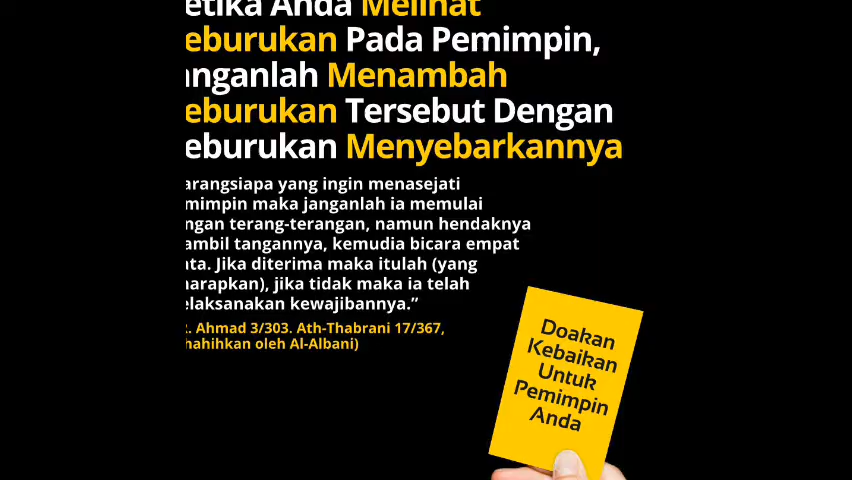 etika Anda Melihat
eburukan Pada Pemimpin,
anganlah Menambah
eburukan Tersebut Dengan
eburukan Menyebarkannya
arangsiapa yang ingin menasejati
mimpin maka janganlah ia memulai
ngan terang-terangan, namun hendaknya
ambil tangannya, kemudia bicara empat
ata. Jika diterima maka itulah (yang
harapkan), jika tidak maka ia telah
elaksanakan kewajibannya.”
R. Ahmad 3/303. Ath-Thabrani 17/367,
hahihkan oleh Al-Albani)
Doakan
Kebaikan
Untuk
Pemimpin
Anda